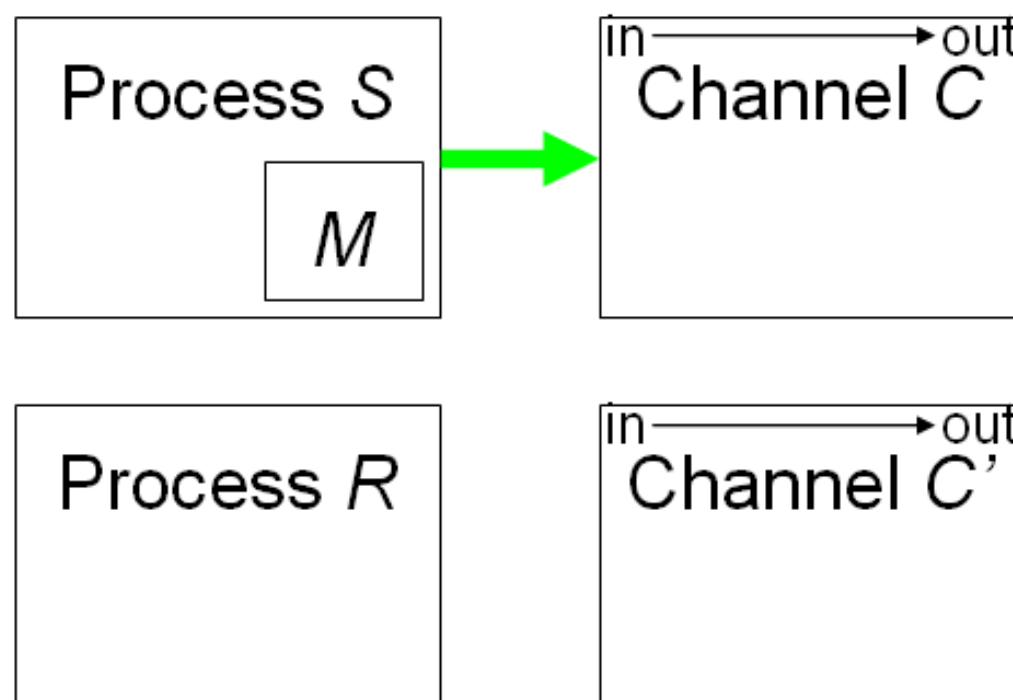 Process S
in out
Channel C
M
Process R
in out
Channel C’